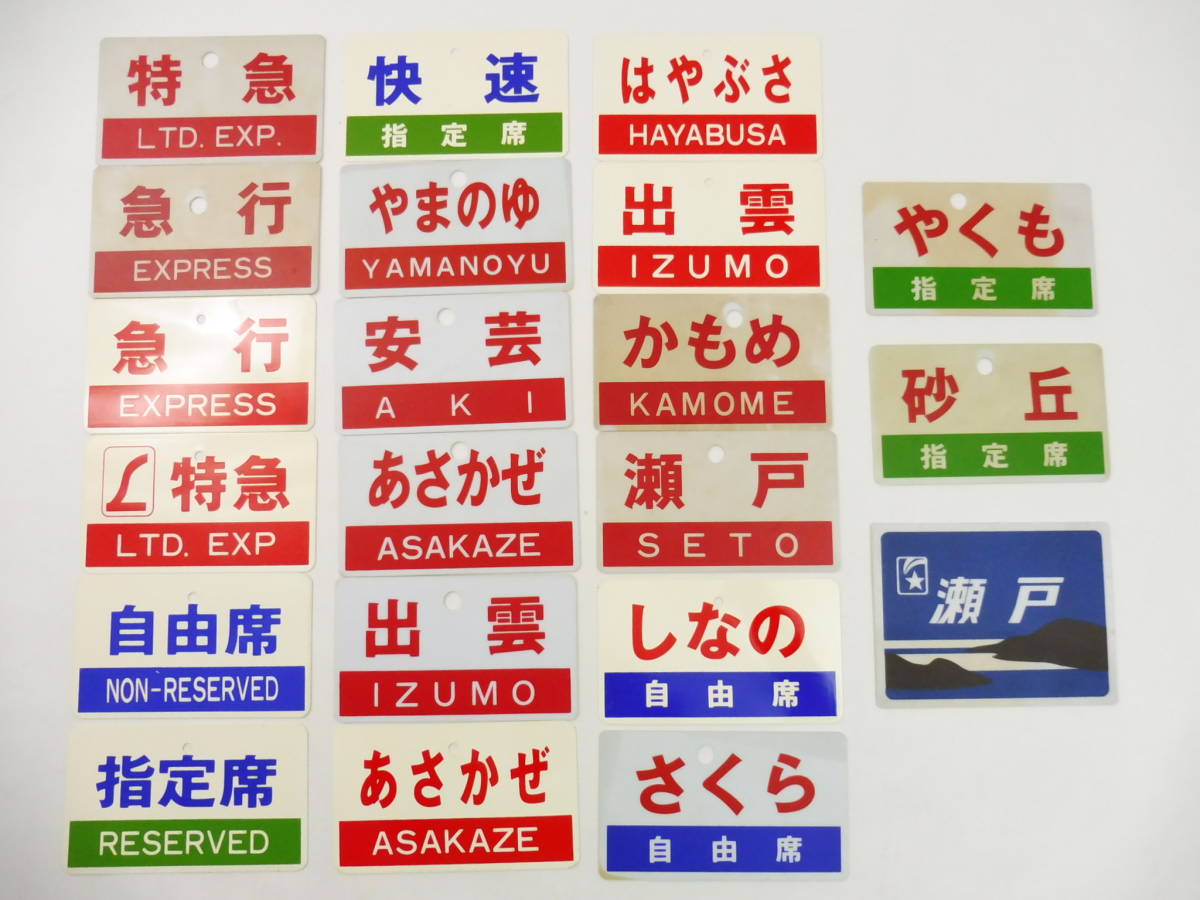 特急
LTD. EXP.
急行
EXPRESS
急行
EXPRESS
L特急
LTD. EXP
自由席
NON-RESERVED
指定席
RESERVED
快速
指定席
やまのゆ
YAMANOYU
安芸
AKI
あさかぜ
ASAKAZE
出雲
IZUMO
あさかぜ
ASAKAZE
はやぶさ
HAYABUSA
出雲
IZUMO
かもめ
KAMOME
瀬戸
SETO
しなの
自由席
さくら
自由席
やくも
指定席
砂丘
指定席
瀬戸